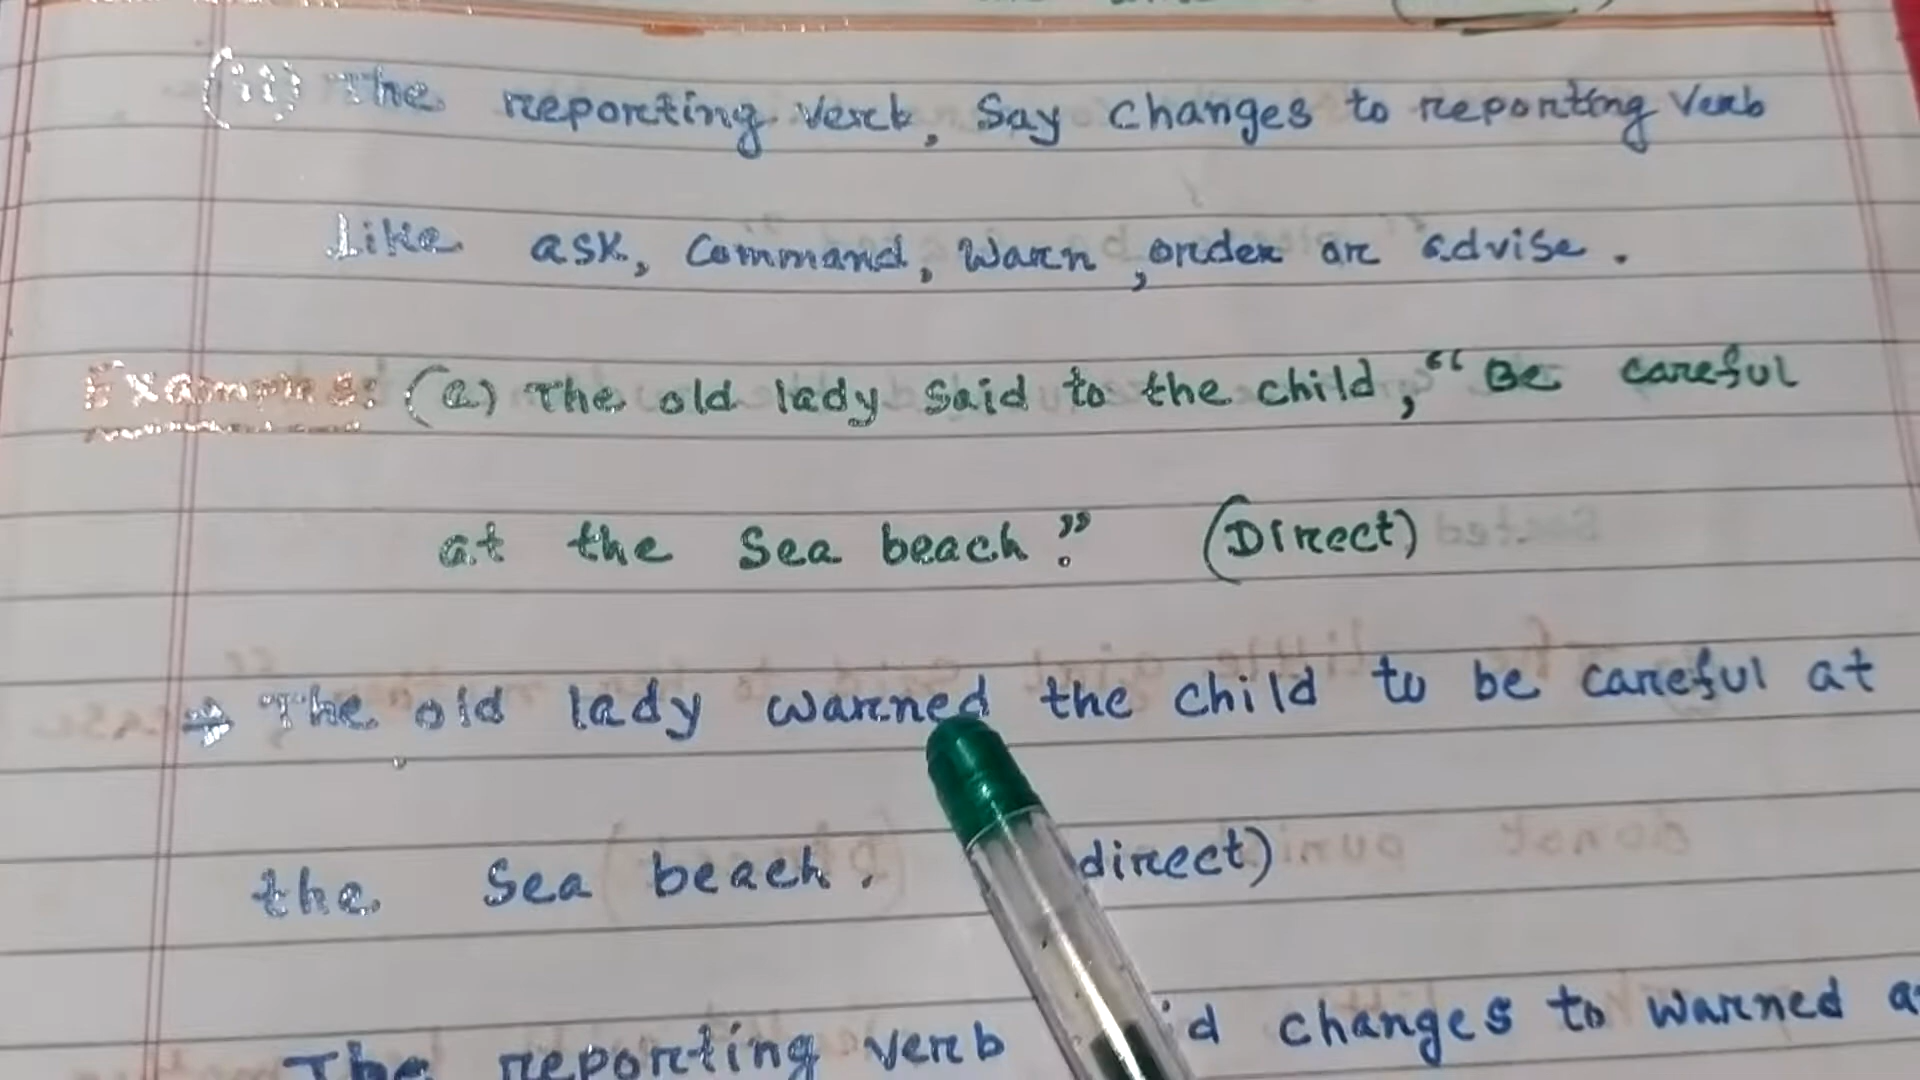 (ii) The reporting verb, Say changes to reporting verb
Like ask, Command, Warn, order or advise.
Examples: (a) The old lady said to the child, “Be careful
at the Sea beach.” (Direct)
⇒ The old lady warned the child to be careful at
the Sea beach. direct)
The reporting verb changes to warned